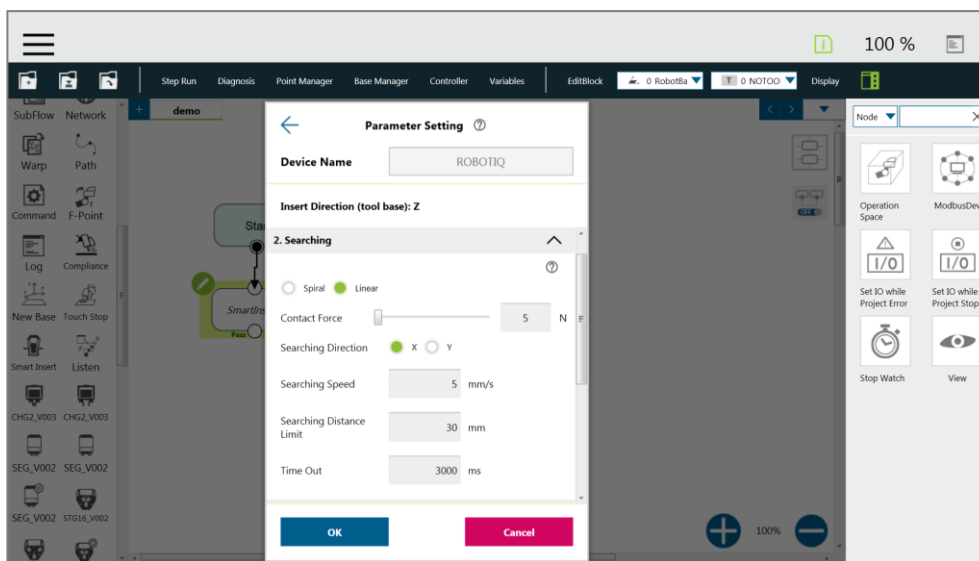 100 %
Step Run Diagnosis Point Manager Base Manager Controller Variables EditBlock 0 RobotBa T 0 NOTOO Display
SubFlow Network
Warp Path
Command F-Point
Log Compliance
New Base Touch Stop
Smart Insert Listen
CHG2_V003 CHG2_V003
SEG_V002 SEG_V002
SEG_V002 STG16_V002
+ demo
Sta
SmartIns
Pass
Parameter Setting
Device Name ROBOTIQ
Insert Direction (tool base): Z
2. Searching
Spiral Linear
Contact Force 5 N
Searching Direction X Y
Searching Speed 5 mm/s
Searching Distance
Limit
30 mm
Time Out 3000 ms
OK Cancel
OFF
100%
Node X
Operation
Space
ModbusDev
I/O I/O
Set IO while
Project Error
Set IO while
Project Stop
Stop Watch View